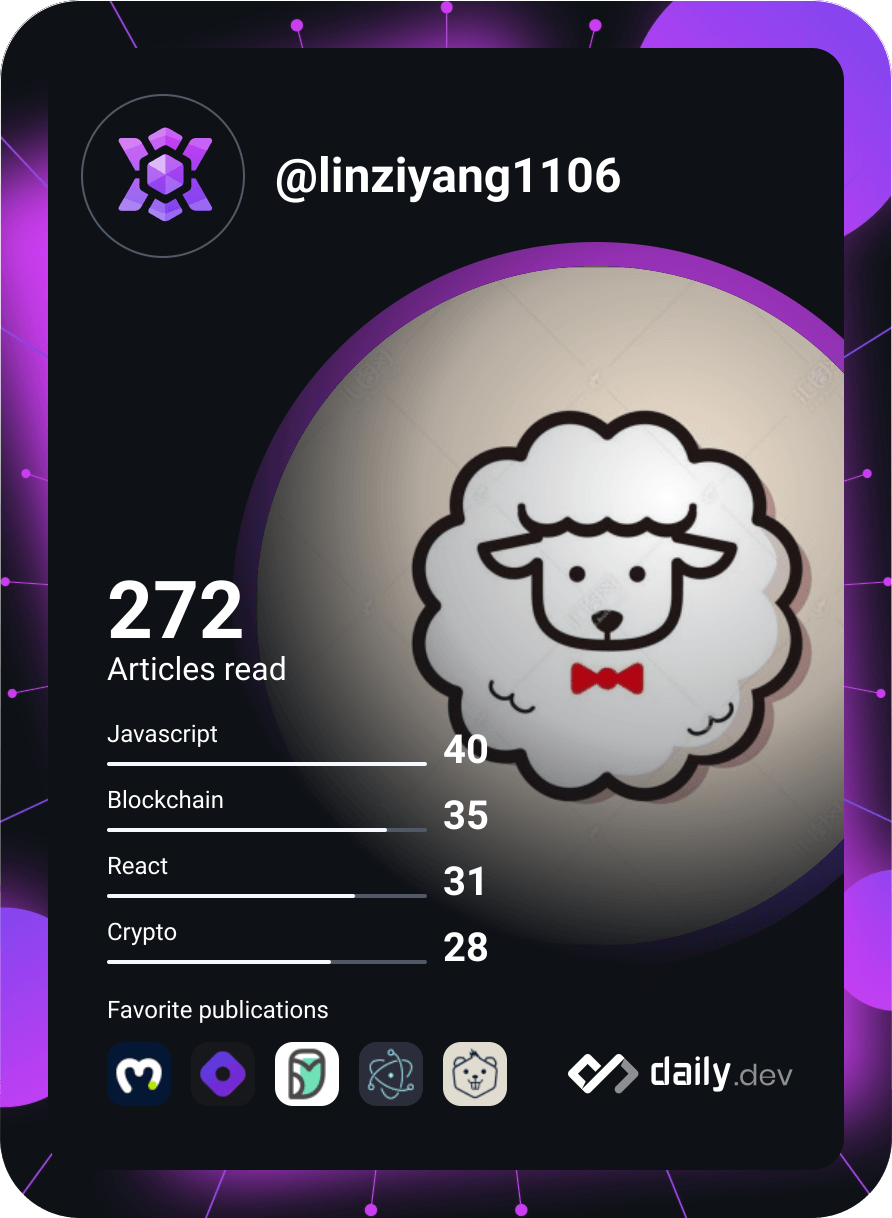 @linziyang1106
272
Articles read
Javascript
40
Blockchain
35
React
31
Crypto
28
Favorite publications
daily.dev